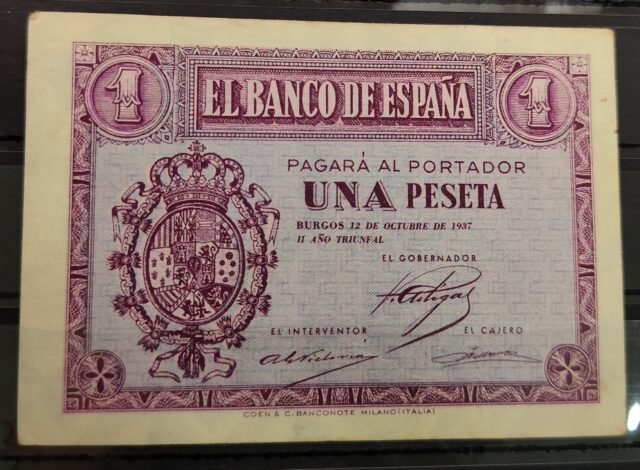 1 1
EL BANCO DE ESPAÑA
PAGARÁ AL PORTADOR
UNA PESETA
BURGOS 12 DE OCTUBRE DE 1937
II AÑO TRIUNFAL
EL GOBERNADOR
EL INTERVENTOR EL CAJERO
COEN & C. BANCONOTE MILANO (ITALIA)